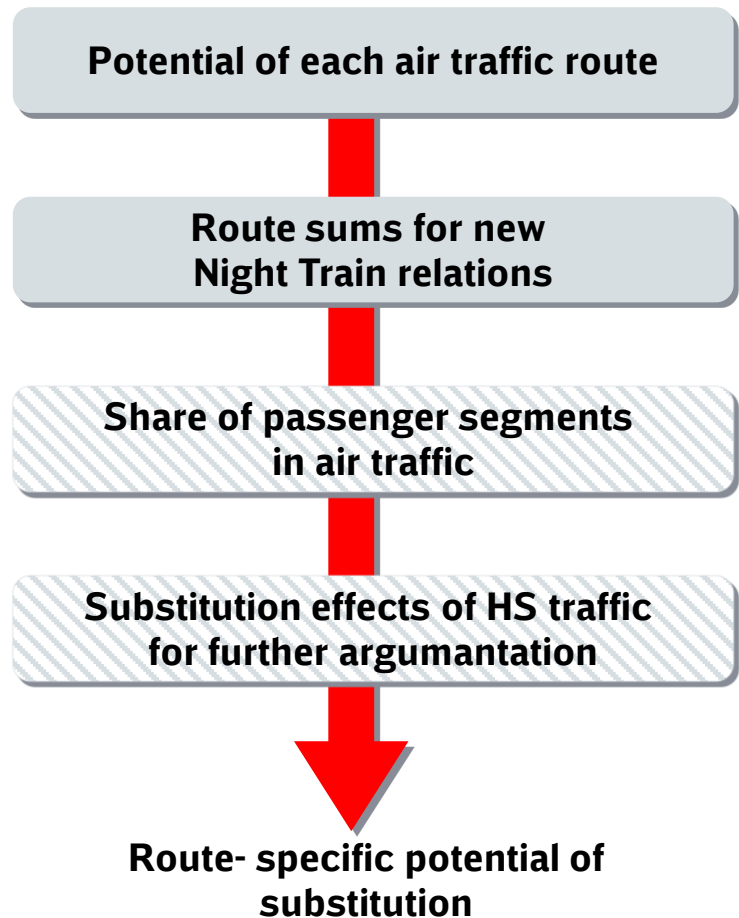 Potential of each air traffic route
Route sums for new
Night Train relations
Share of passenger segments
in air traffic
Substitution effects of HS traffic
for further argumantation
Route- specific potential of
substitution